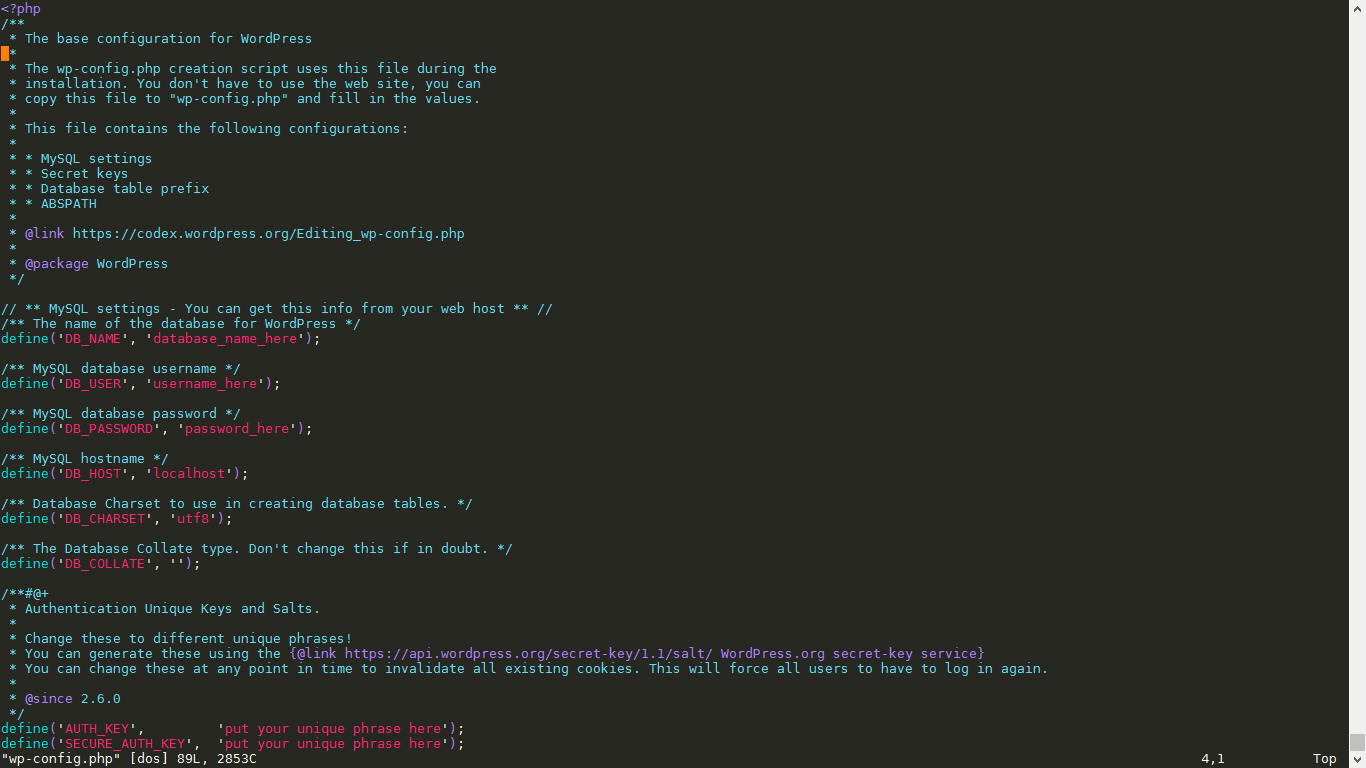 <?php
/**
 * The base configuration for WordPress
 *
 * The wp-config.php creation script uses this file during the
 * installation. You don't have to use the web site, you can
 * copy this file to "wp-config.php" and fill in the values.
 *
 * This file contains the following configurations:
 *
 * * MySQL settings
 * * Secret keys
 * * Database table prefix
 * * ABSPATH
 *
 * @link https://codex.wordpress.org/Editing_wp-config.php
 *
 * @package WordPress
 */

// ** MySQL settings - You can get this info from your web host ** //
/** The name of the database for WordPress */
define('DB_NAME', 'database_name_here');

/** MySQL database username */
define('DB_USER', 'username_here');

/** MySQL database password */
define('DB_PASSWORD', 'password_here');

/** MySQL hostname */
define('DB_HOST', 'localhost');

/** Database Charset to use in creating database tables. */
define('DB_CHARSET', 'utf8');

/** The Database Collate type. Don't change this if in doubt. */
define('DB_COLLATE', '');

/**#@+
 * Authentication Unique Keys and Salts.
 *
 * Change these to different unique phrases!
 * You can generate these using the {@link https://api.wordpress.org/secret-key/1.1/salt/ WordPress.org secret-key service}
 * You can change these at any point in time to invalidate all existing cookies. This will force all users to have to log in again.
 *
 * @since 2.6.0
 */
define('AUTH_KEY',         'put your unique phrase here');
define('SECURE_AUTH_KEY',  'put your unique phrase here');
"wp-config.php" [dos] 89L, 2853C 4,1 Top